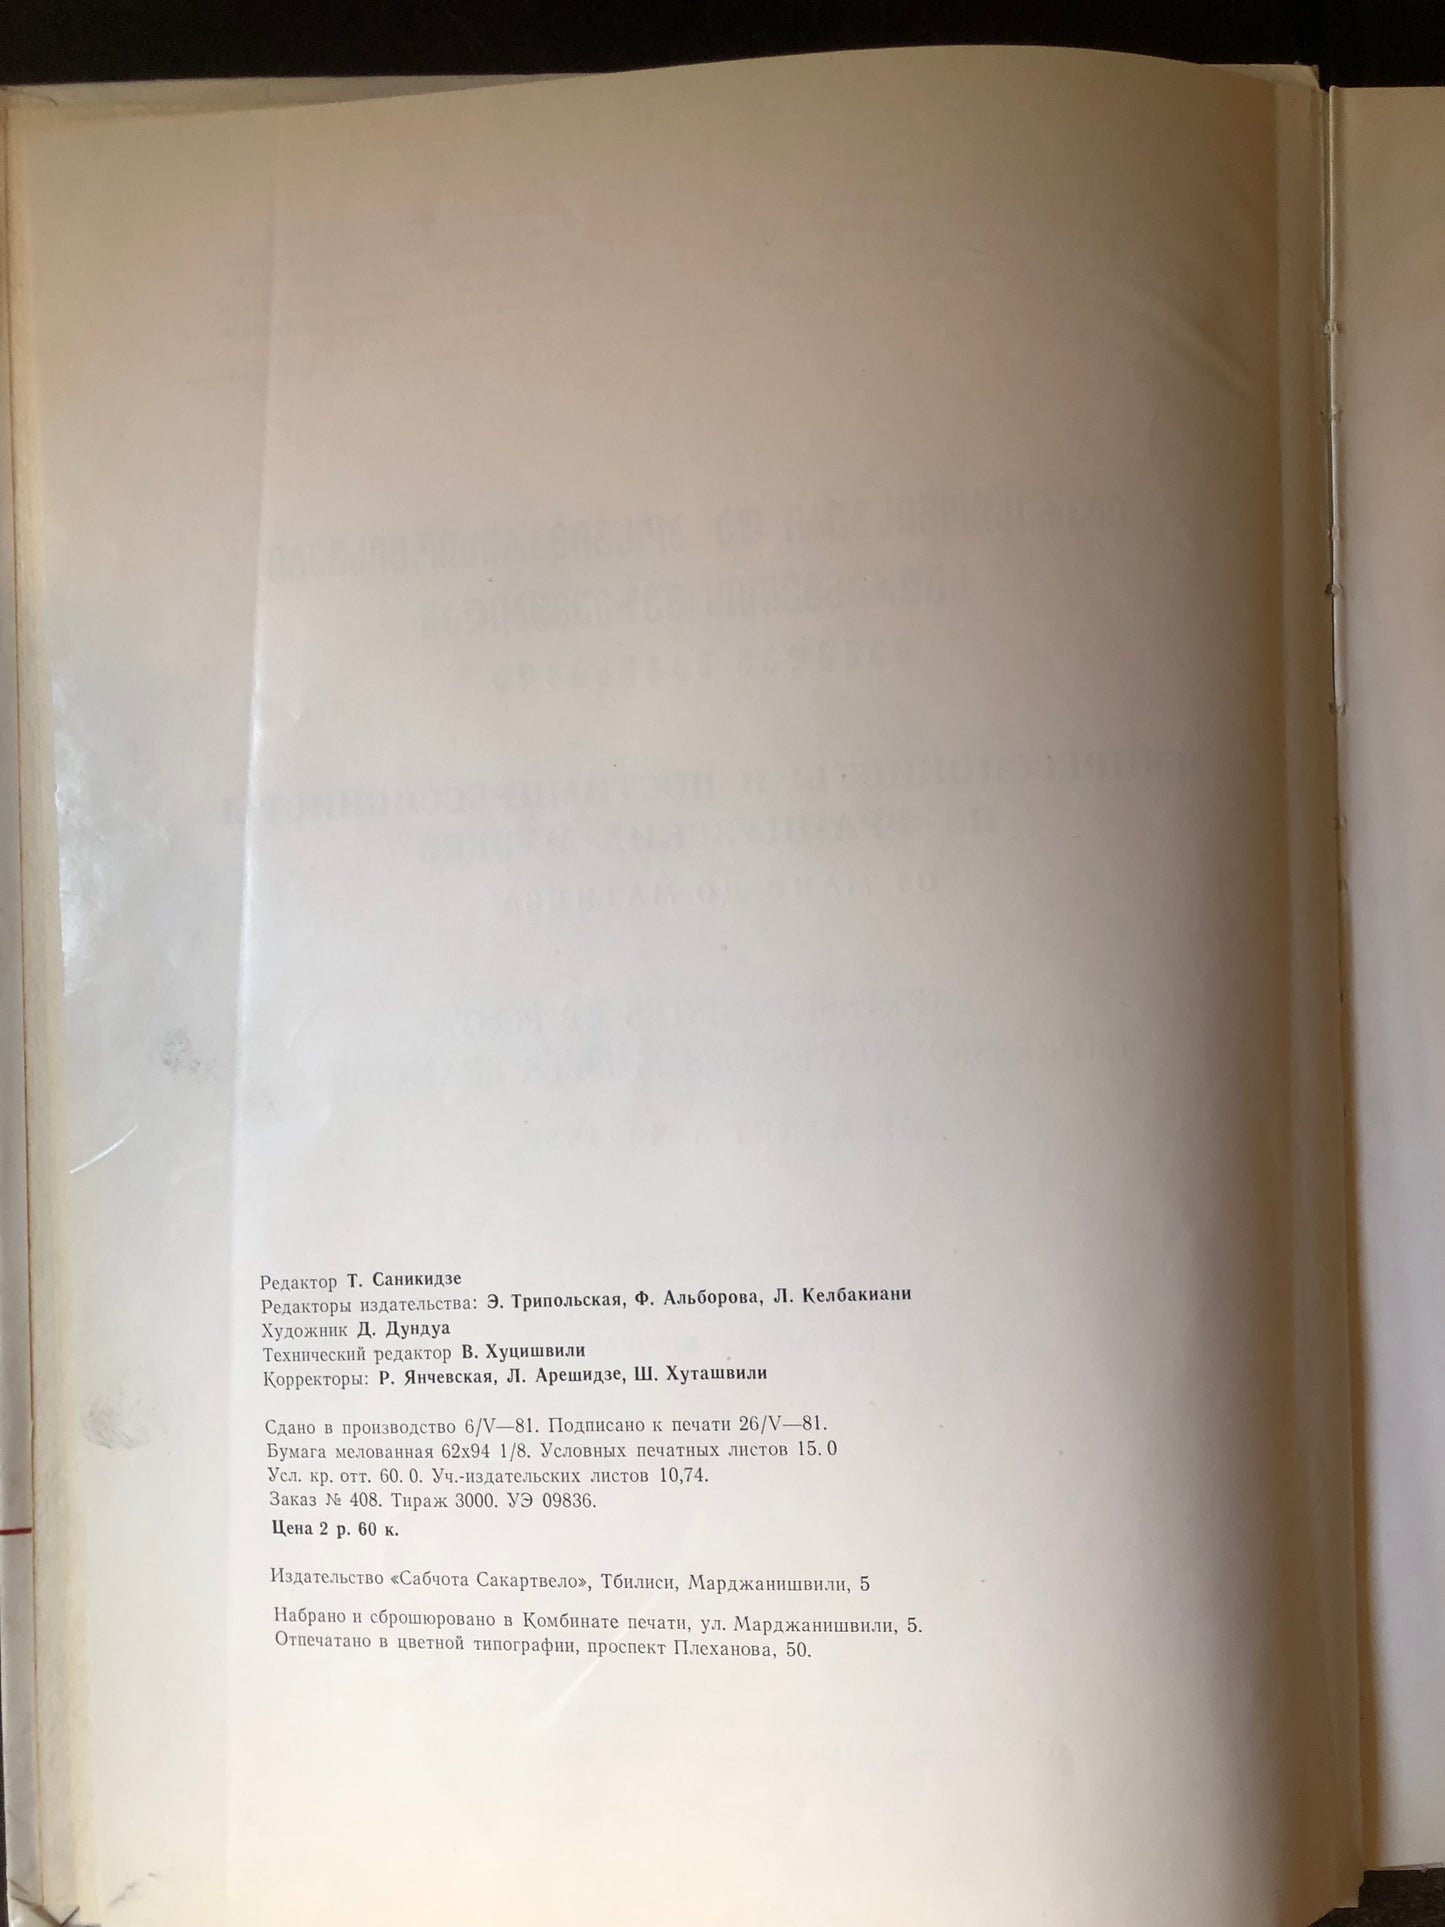 Редактор Т. Саникидзе
Редакторы издательства: Э. Трипольская, Ф. Альборова, Л. Келбакиани
Художник Д. Дундуа
Технический редактор В. Хуцишвили
Корректоры: Р. Янчевская, Л. Арешидзе, Ш. Хуташвили
Сдано в производство 6/V—81. Подписано к печати 26/V—81.
Бумага мелованная 62х94 1/8. Условных печатных листов 15.0
Усл. кр. отт. 60. 0. Уч.-издательских листов 10,74.
Заказ № 408. Тираж 3000. УЭ 09836.
Цена 2 р. 60 к.
Издательство «Сабчота Сакартвело», Тбилиси, Марджанишвили, 5
Набрано и сброшюровано в Комбинате печати, ул. Марджанишвили, 5.
Отпечатано в цветной типографии, проспект Плеханова, 50.